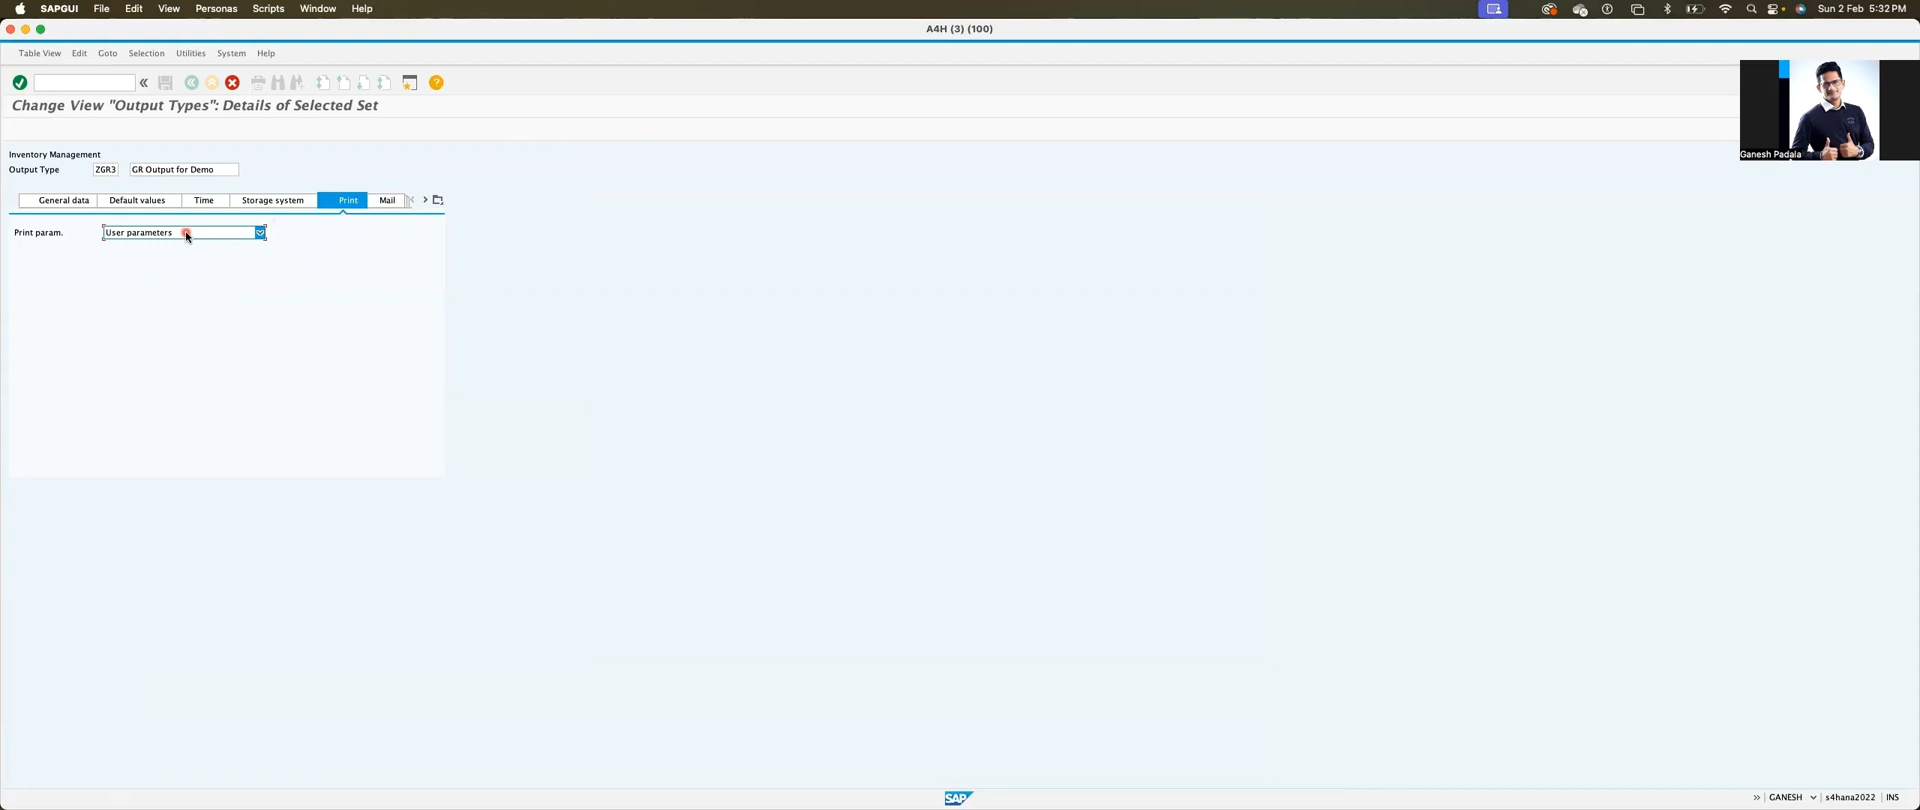 SAPGUI File Edit View Personas Scripts Window Help Sun 2 Feb 5:32 PM
A4H (3) (100)
Table View Edit Goto Selection Utilities System Help
Change View "Output Types": Details of Selected Set
Ganesh Padala
Inventory Management
Output Type ZGR3 GR Output for Demo
General data Default values Time Storage system Print Mail
Print param. User parameters
SAP GANESH s4hana2022 INS